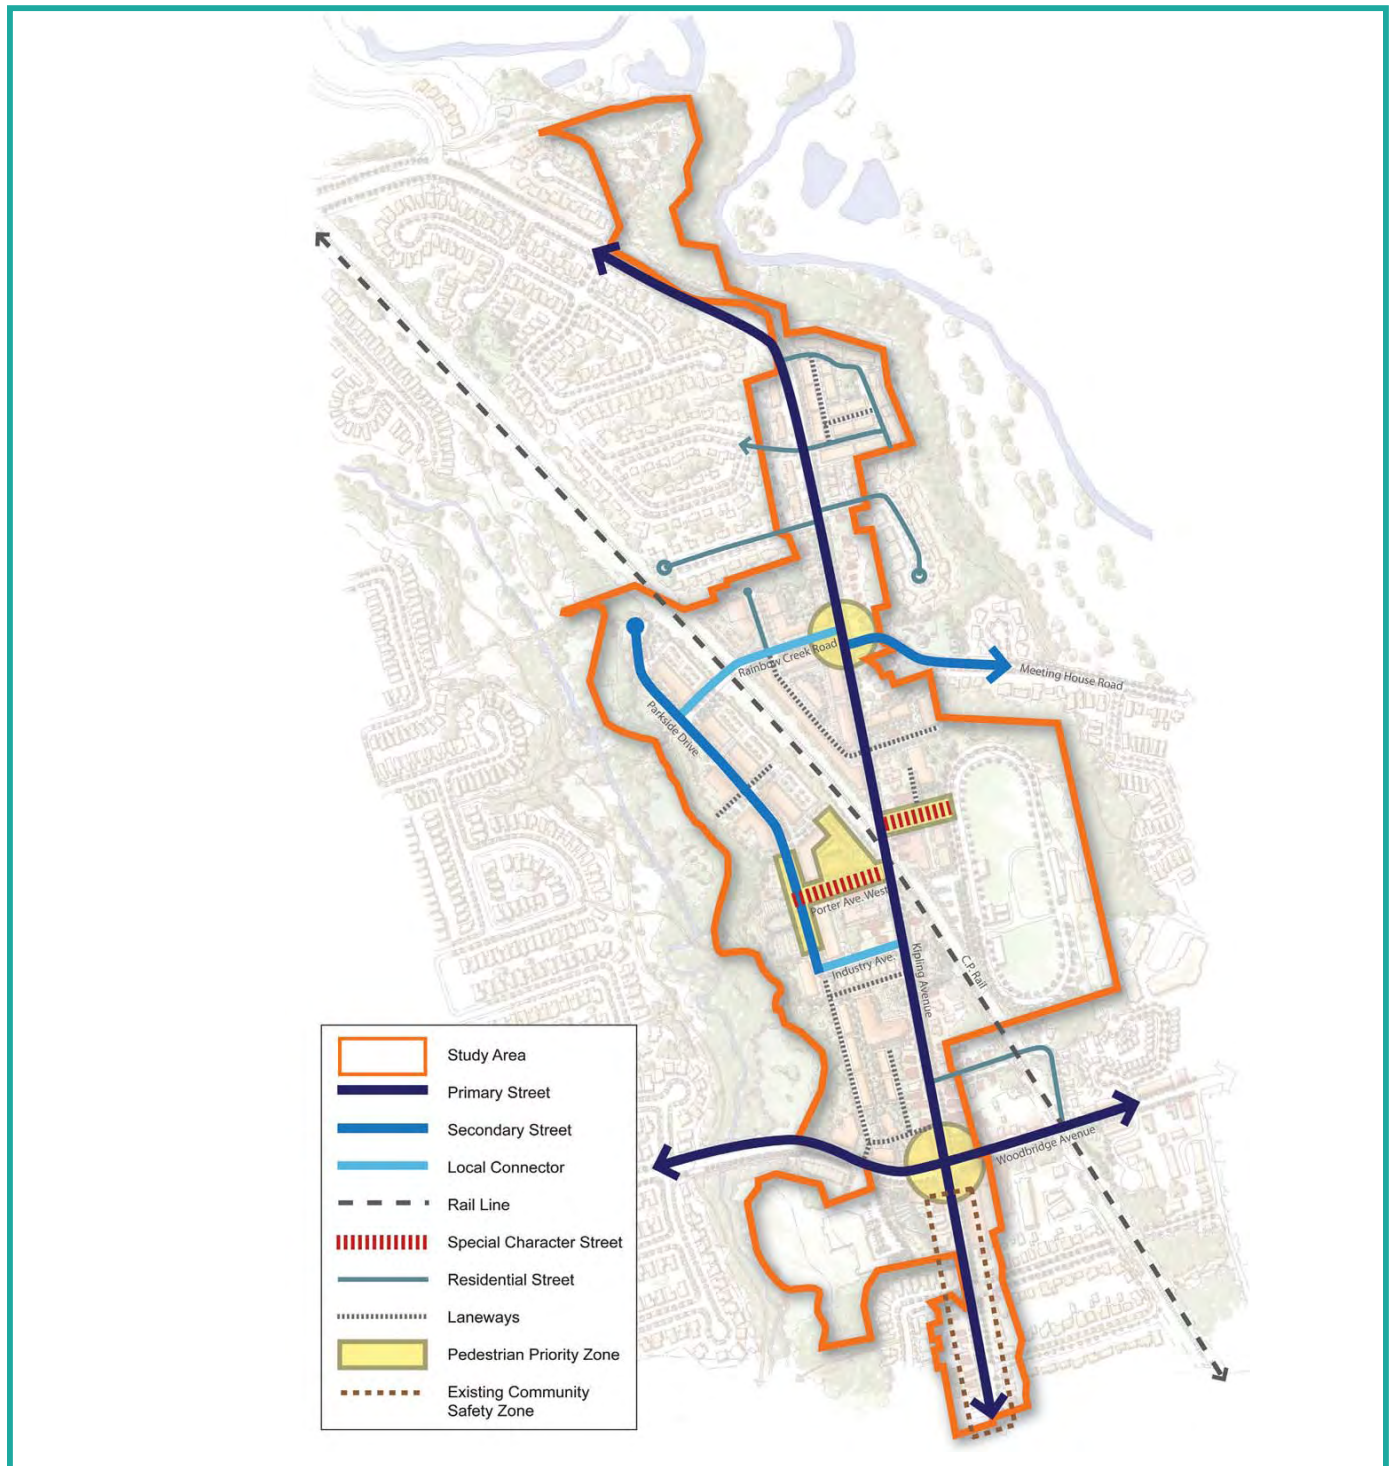 Rainbow Creek Road
Meeting House Road
Parkside Drive
Porter Ave. West
Industry Ave.
Kipling Avenue
C.P. Rail
Woodbridge Avenue
Study Area
Primary Street
Secondary Street
Local Connector
Rail Line
Special Character Street
Residential Street
Laneways
Pedestrian Priority Zone
Existing Community
Safety Zone